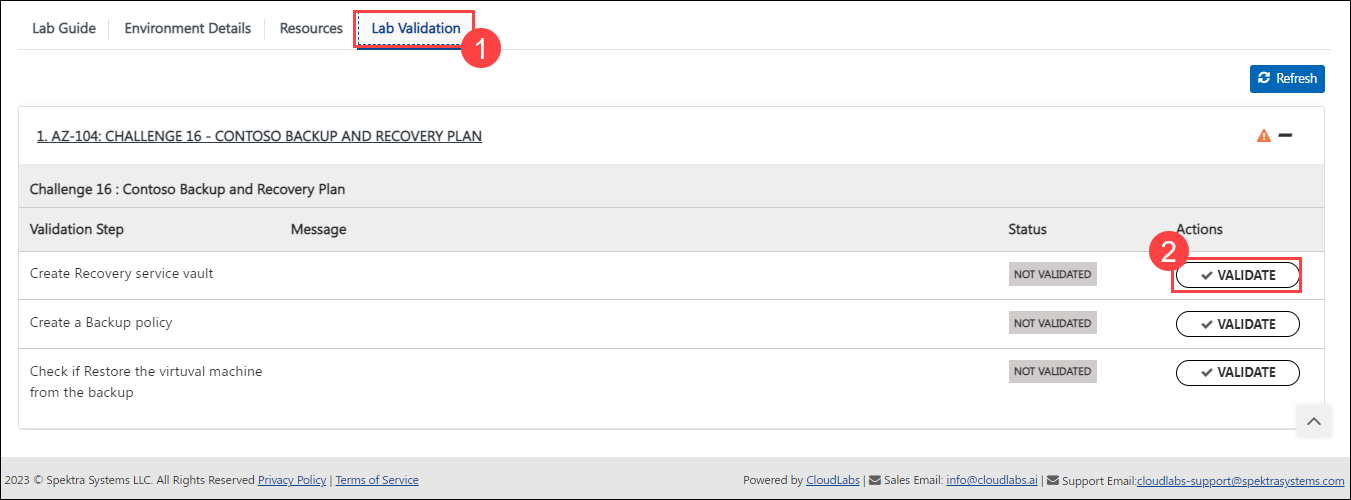 Lab Guide Environment Details Resources Lab Validation 1
Refresh
1. AZ-104: CHALLENGE 16 - CONTOSO BACKUP AND RECOVERY PLAN
Challenge 16 : Contoso Backup and Recovery Plan
Validation Step Message Status Actions
2
Create Recovery service vault NOT VALIDATED VALIDATE
Create a Backup policy NOT VALIDATED VALIDATE
Check if Restore the virtuval machine NOT VALIDATED VALIDATE
from the backup
2023 © Spektra Systems LLC. All Rights Reserved Privacy Policy | Terms of Service Powered by CloudLabs | Sales Email: info@cloudlabs.ai | Support Email:cloudlabs-support@spektrasystems.com